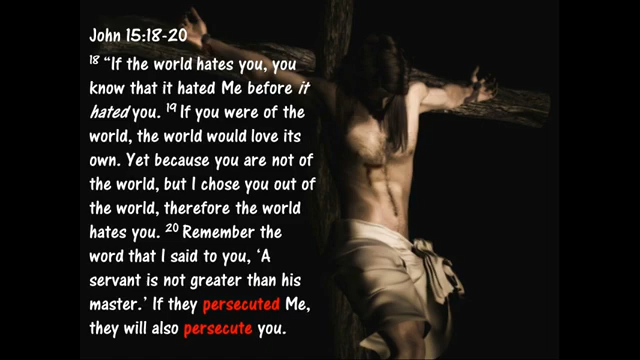 John 15:18-20
18 “If the world hates you, you
know that it hated Me before it
hated you. 19 If you were of the
world, the world would love its
own. Yet because you are not of
the world, but I chose you out of
the world, therefore the world
hates you. 20 Remember the
word that I said to you, ‘A
servant is not greater than his
master.’ If they persecuted Me,
they will also persecute you.